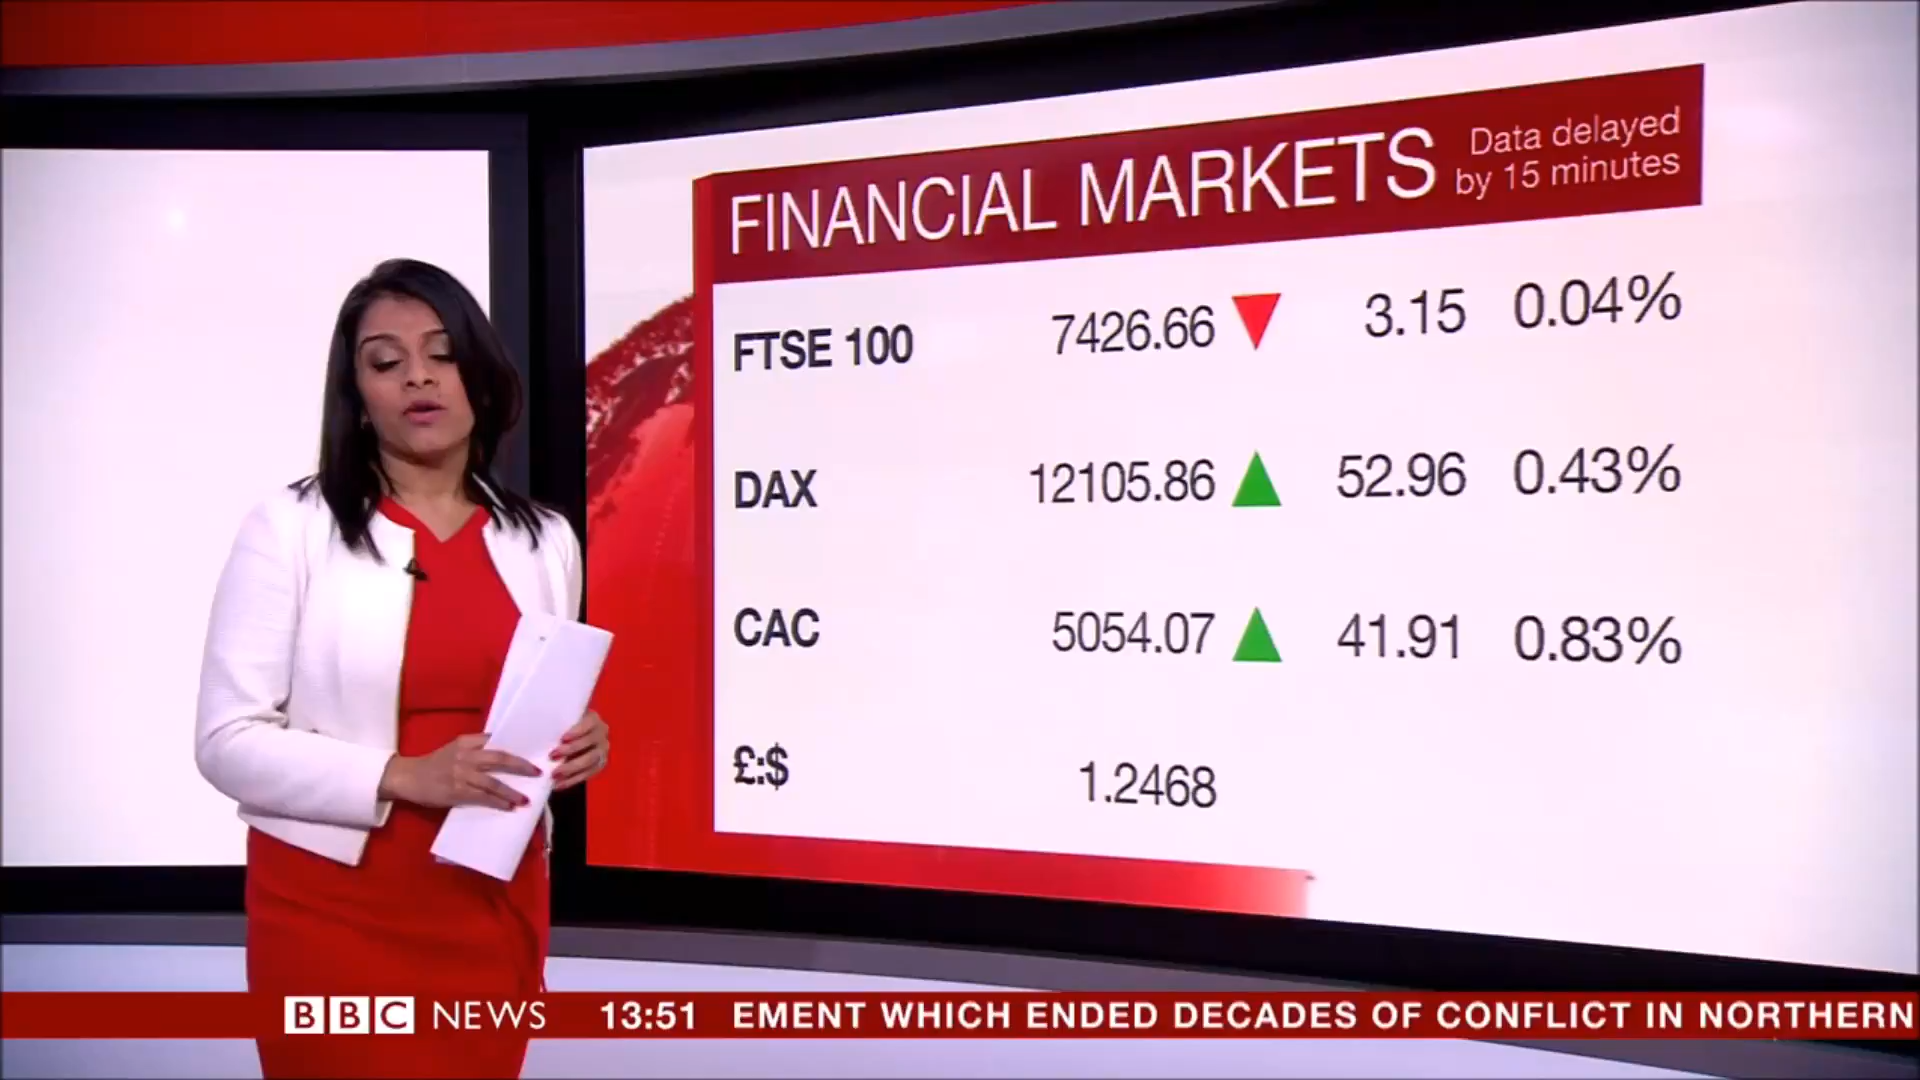 FINANCIAL MARKETS
Data delayed
by 15 minutes
FTSE 100 7426.66 3.15 0.04%
DAX 12105.86 52.96 0.43%
CAC 5054.07 41.91 0.83%
£:$ 1.2468
BBC NEWS 13:51 EMENT WHICH ENDED DECADES OF CONFLICT IN NORTHERN